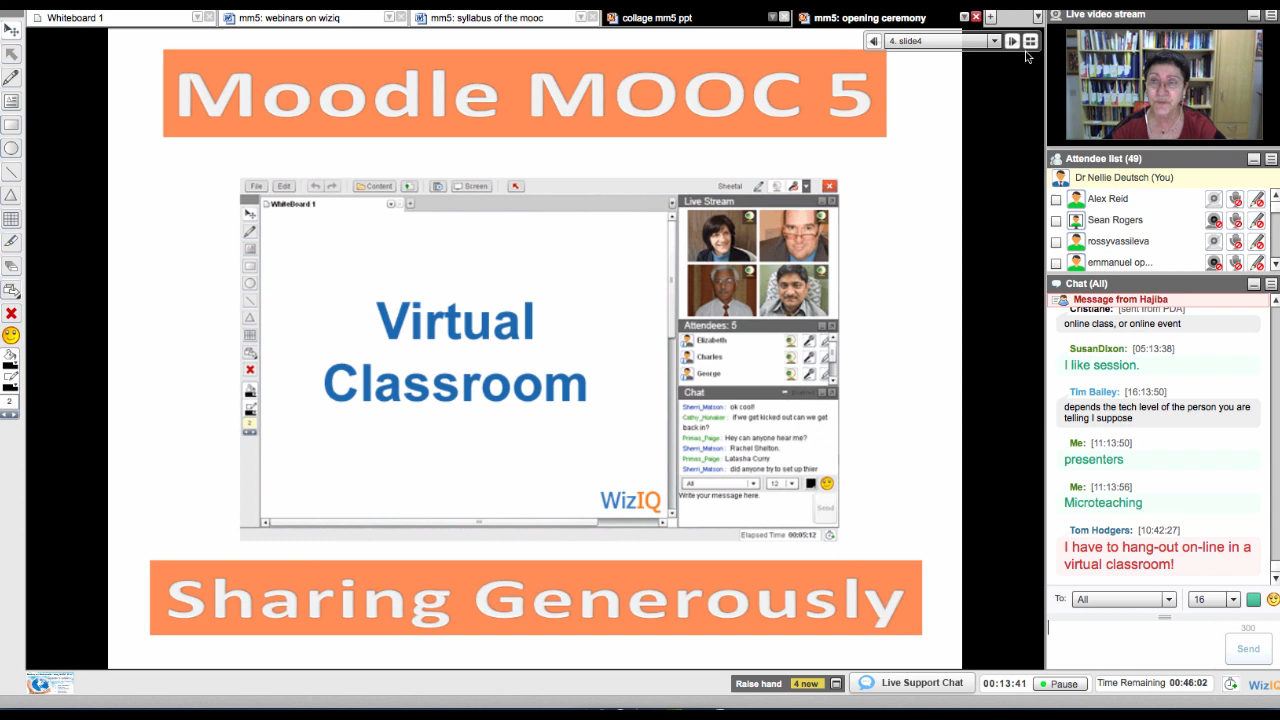 Whiteboard 1
mm5: webinars on wiziq
mm5: syllabus of the mooc
collage mm5 ppt
mm5: opening ceremony
4. slide4
Moodle MOOC 5
File
Edit
Content
Screen
Sheetal
WhiteBoard 1
Live Stream
Virtual
Classroom
Attendees: 5
Elizabeth
Charles
George
Chat
Sherri_Matson: ok cool!
Cathy_Honaker: if we get kicked out can we get
back in?
Primas_Paige: Hey can anyone hear me?
Sherri_Matson: Rachel Shelton.
Primas_Paige: Latasha Curry
Sherri_Matson: did anyone try to set up thier
All
12
Write your message here.
Send
WizIQ
Elapsed Time 00:05:12
Sharing Generously
2
2
Live video stream
Attendee list (49)
Dr Nellie Deutsch (You)
Alex Reid
Sean Rogers
rossyvassileva
emmanuel op...
Chat (All)
Message from Hajiba
Cristiane: [sent from PDA]
online class, or online event
SusanDixon: [05:13:38]
I like session.
Tim Bailey: [16:13:50]
depends the tech level of the person you are
telling I suppose
Me: [11:13:50]
presenters
Me: [11:13:56]
Microteaching
Tom Hodgers: [10:42:27]
I have to hang-out on-line in a
virtual classroom!
To: All 16
300
Send
Raise hand 4 new
Live Support Chat
00:13:41
Pause
Time Remaining 00:46:02
WizIQ